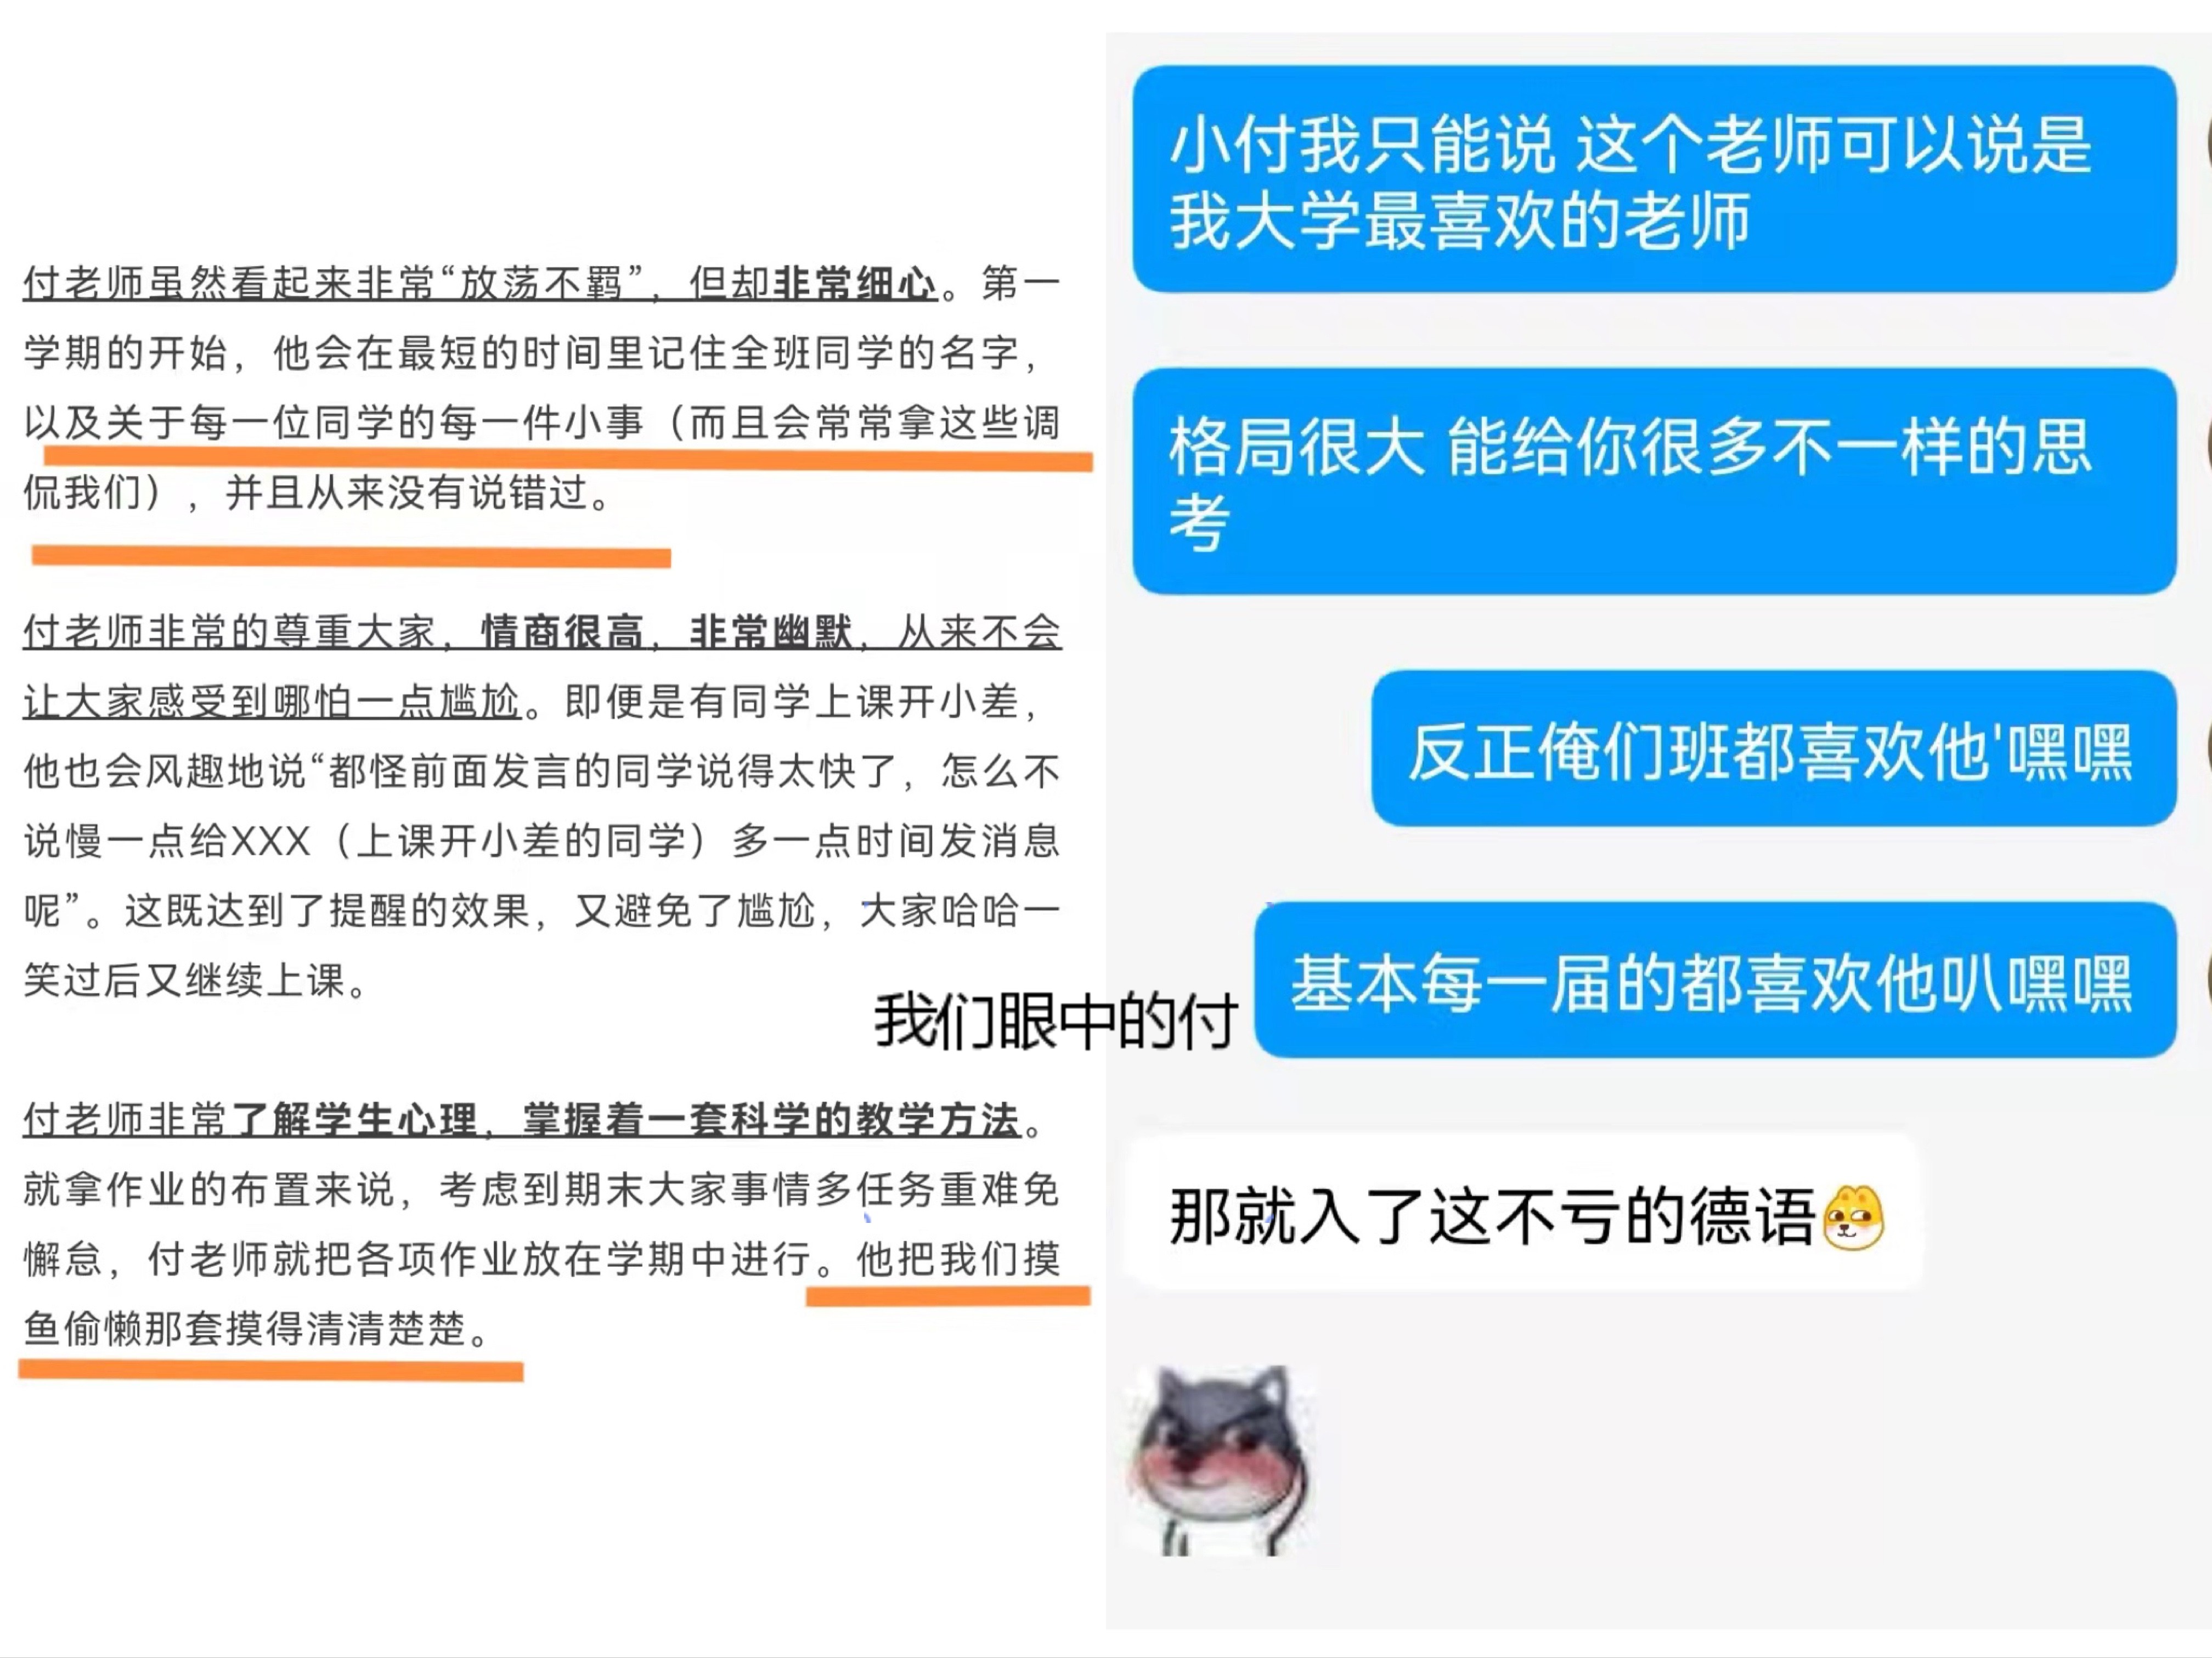 付老师虽然看起来非常“放荡不羁”，但却非常细心。第一
学期的开始，他会在最短的时间里记住全班同学的名字，
以及关于每一位同学的每一件小事（而且会常常拿这些调
侃我们），并且从来没有说错过。
付老师非常的尊重大家，情商很高，非常幽默，从来不会
让大家感受到哪怕一点尴尬。即便是有同学上课开小差，
他也会风趣地说“都怪前面发言的同学说得太快了，怎么不
说慢一点给XXX（上课开小差的同学）多一点时间发消息
呢”。这既达到了提醒的效果，又避免了尴尬，大家哈哈一
笑过后又继续上课。
付老师非常了解学生心理，掌握着一套科学的教学方法。
就拿作业的布置来说，考虑到期末大家事情多任务重难免
懈怠，付老师就把各项作业放在学期中进行。他把我们摸
鱼偷懒那套摸得清清楚楚。
我们眼中的付
小付我只能说 这个老师可以说是
我大学最喜欢的老师
格局很大 能给你很多不一样的思
考
反正俺们班都喜欢他'嘿嘿
基本每一届的都喜欢他叭嘿嘿
那就入了这不亏的德语